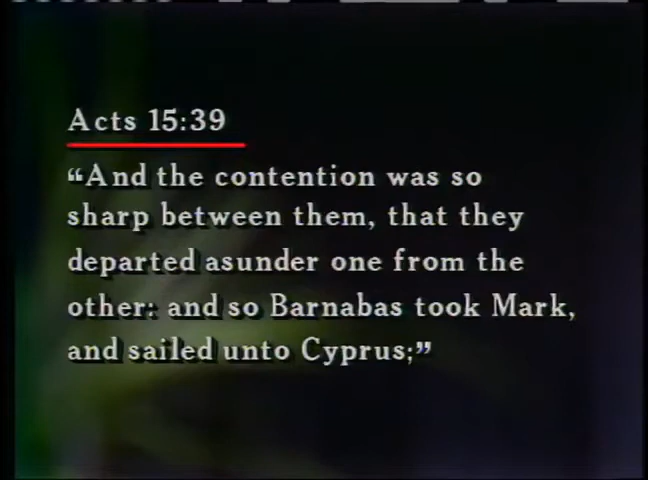 Acts 15:39
“And the contention was so
sharp between them, that they
departed asunder one from the
other: and so Barnabas took Mark,
and sailed unto Cyprus;”